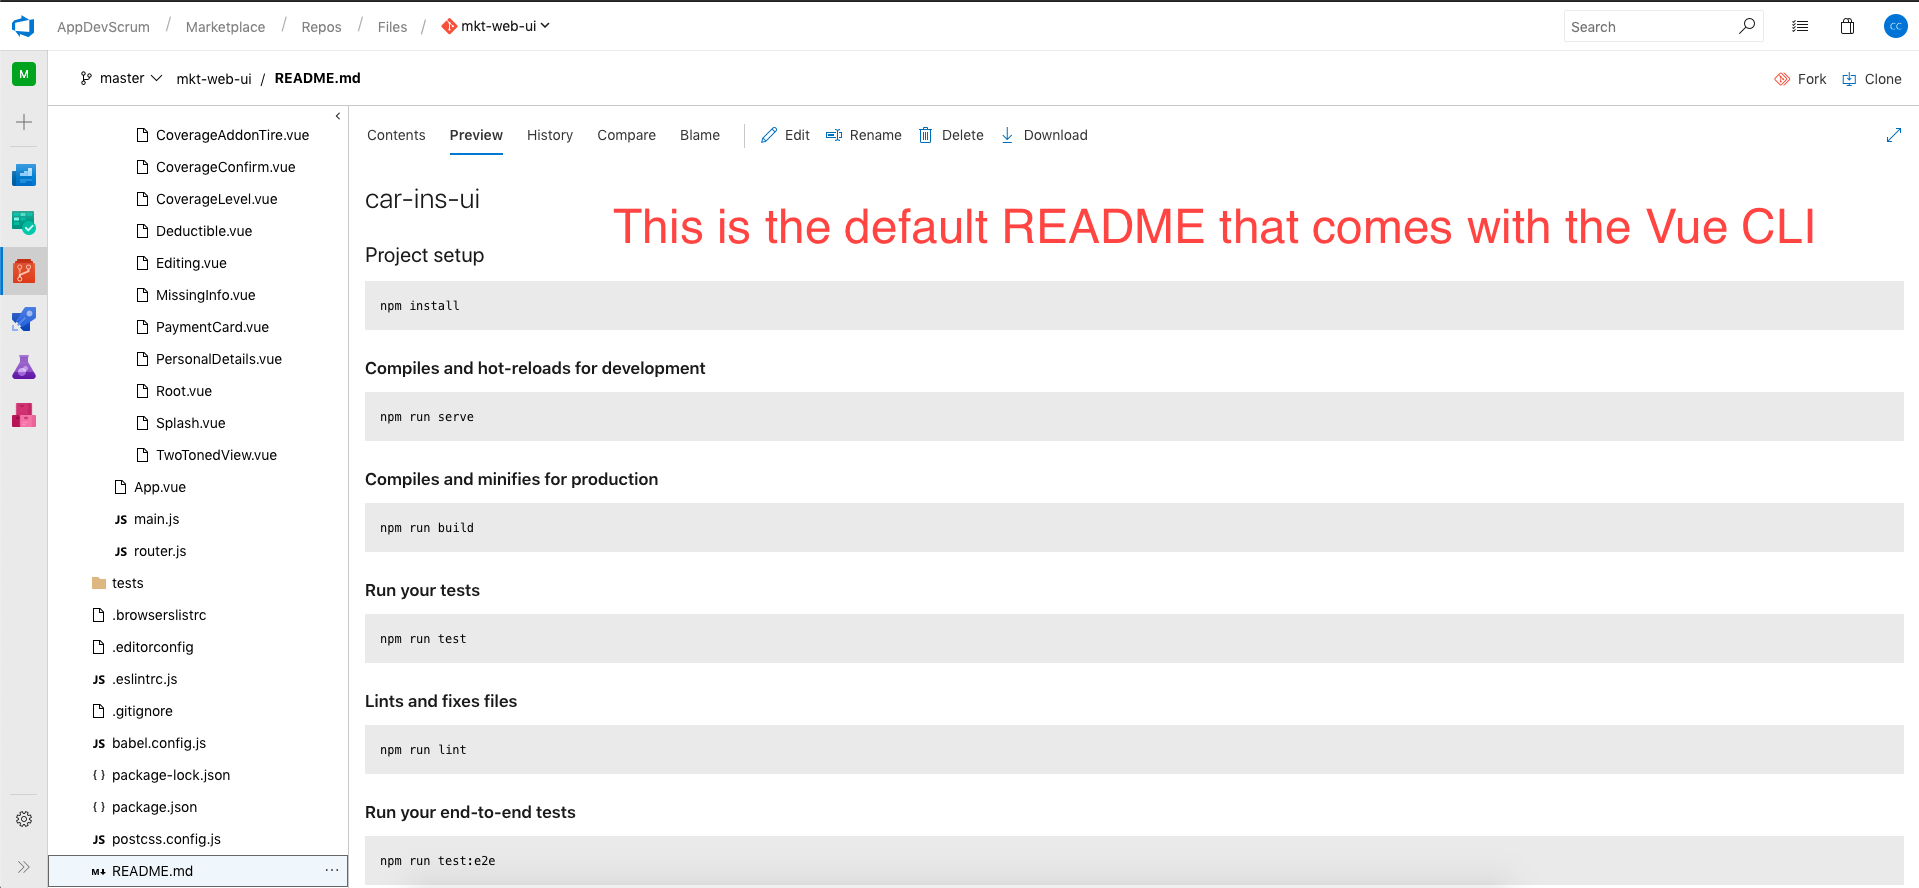 AppDevScrum / Marketplace / Repos / Files / mkt-web-ui
Search
CC
M
master
mkt-web-ui / README.md
Fork
Clone
CoverageAddonTire.vue
CoverageConfirm.vue
CoverageLevel.vue
Deductible.vue
Editing.vue
MissingInfo.vue
PaymentCard.vue
PersonalDetails.vue
Root.vue
Splash.vue
TwoTonedView.vue
App.vue
JS main.js
JS router.js
tests
.browserslistrc
.editorconfig
JS .eslintrc.js
.gitignore
JS babel.config.js
{ } package-lock.json
{ } package.json
JS postcss.config.js
M↓ README.md ...
Contents Preview History Compare Blame Edit Rename Delete Download
car-ins-ui
This is the default README that comes with the Vue CLI
Project setup
npm install
Compiles and hot-reloads for development
npm run serve
Compiles and minifies for production
npm run build
Run your tests
npm run test
Lints and fixes files
npm run lint
Run your end-to-end tests
npm run test:e2e